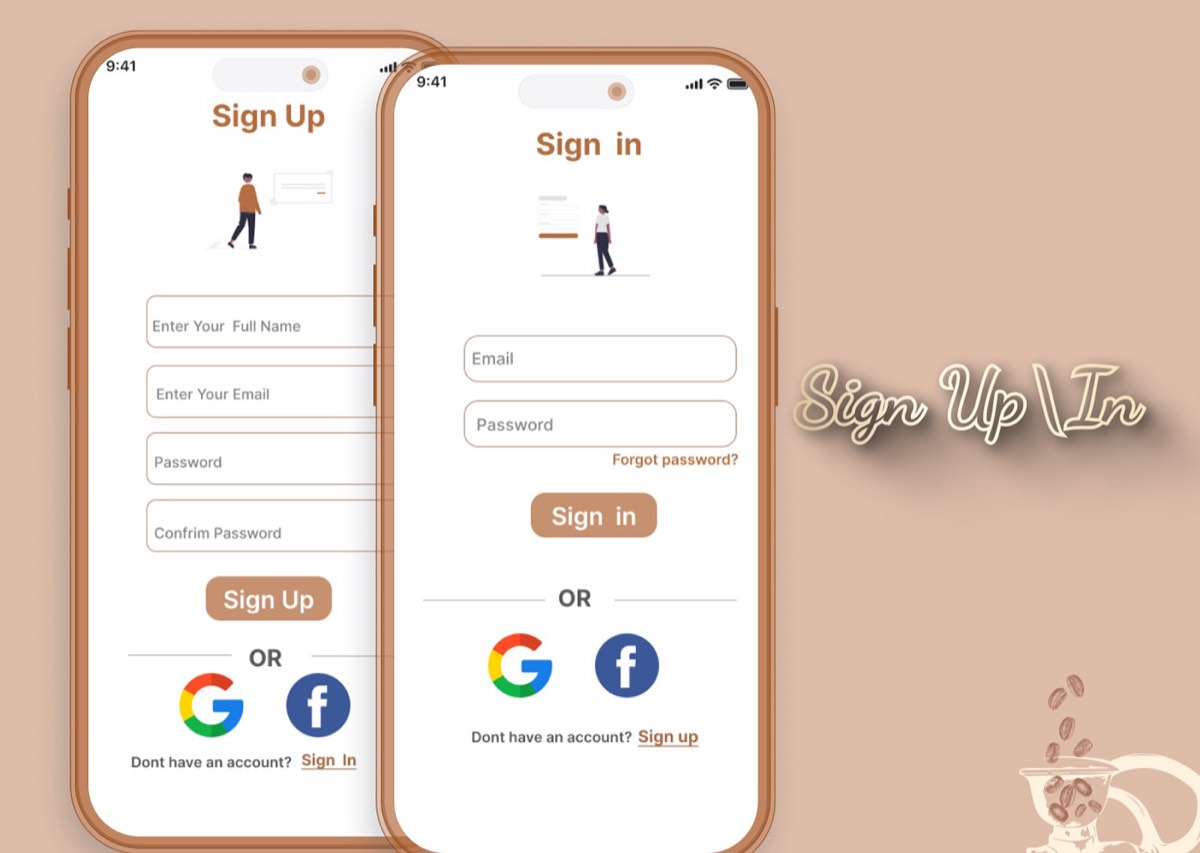 9:41
Sign Up
Enter Your Full Name
Enter Your Email
Password
Confrim Password
Sign Up
OR
Dont have an account? Sign In
9:41
Sign in
Email
Password
Forgot password?
Sign in
OR
Dont have an account? Sign up
Sign Up\In